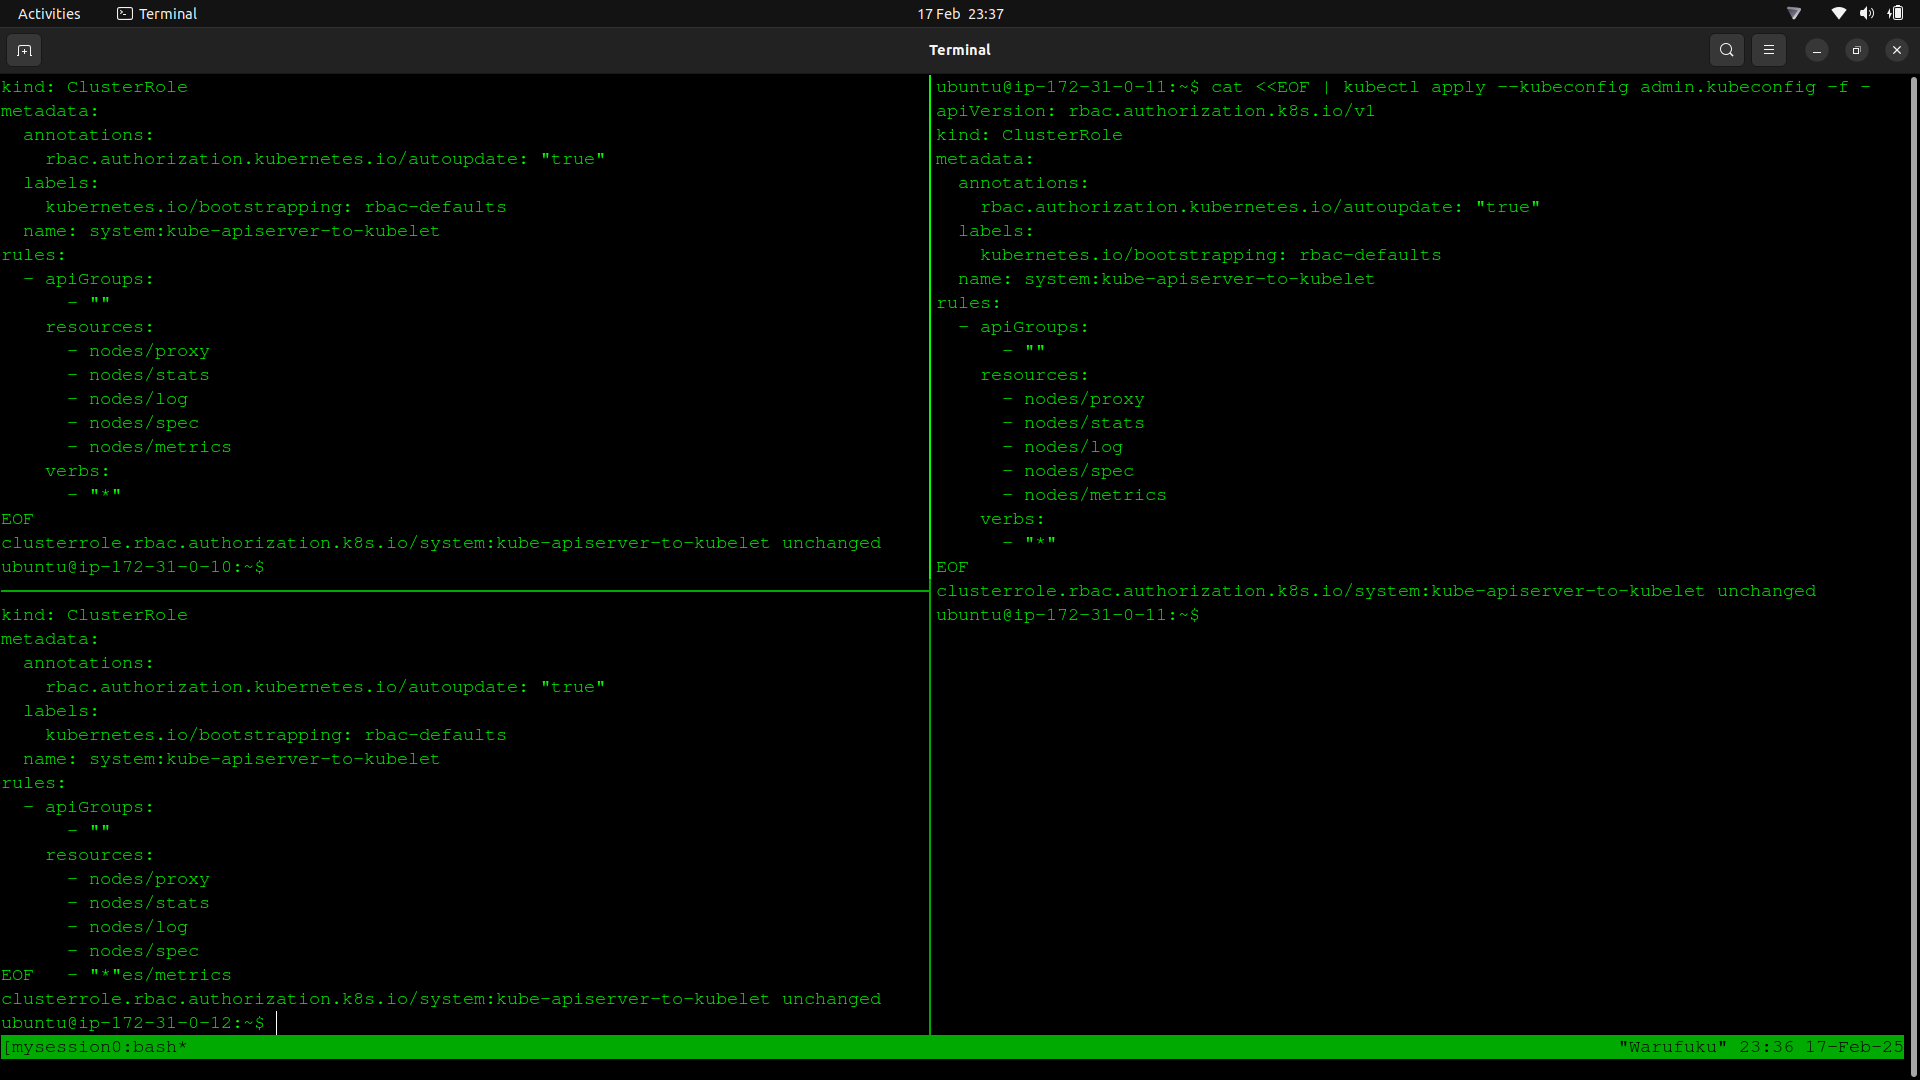 Activities
Terminal
17 Feb 23:37
Terminal
kind: ClusterRole
metadata:
  annotations:
    rbac.authorization.kubernetes.io/autoupdate: "true"
  labels:
    kubernetes.io/bootstrapping: rbac-defaults
  name: system:kube-apiserver-to-kubelet
rules:
  - apiGroups:
      - ""
    resources:
      - nodes/proxy
      - nodes/stats
      - nodes/log
      - nodes/spec
      - nodes/metrics
    verbs:
      - "*"
EOF
clusterrole.rbac.authorization.k8s.io/system:kube-apiserver-to-kubelet unchanged
ubuntu@ip-172-31-0-10:~$
kind: ClusterRole
metadata:
  annotations:
    rbac.authorization.kubernetes.io/autoupdate: "true"
  labels:
    kubernetes.io/bootstrapping: rbac-defaults
  name: system:kube-apiserver-to-kubelet
rules:
  - apiGroups:
      - ""
    resources:
      - nodes/proxy
      - nodes/stats
      - nodes/log
      - nodes/spec
EOF   - "*"es/metrics
clusterrole.rbac.authorization.k8s.io/system:kube-apiserver-to-kubelet unchanged
ubuntu@ip-172-31-0-12:~$
ubuntu@ip-172-31-0-11:~$ cat <<EOF | kubectl apply --kubeconfig admin.kubeconfig -f -
apiVersion: rbac.authorization.k8s.io/v1
kind: ClusterRole
metadata:
  annotations:
    rbac.authorization.kubernetes.io/autoupdate: "true"
  labels:
    kubernetes.io/bootstrapping: rbac-defaults
  name: system:kube-apiserver-to-kubelet
rules:
  - apiGroups:
      - ""
    resources:
      - nodes/proxy
      - nodes/stats
      - nodes/log
      - nodes/spec
      - nodes/metrics
    verbs:
      - "*"
EOF
clusterrole.rbac.authorization.k8s.io/system:kube-apiserver-to-kubelet unchanged
ubuntu@ip-172-31-0-11:~$
[mysession0:bash*
"Warufuku" 23:36 17-Feb-25